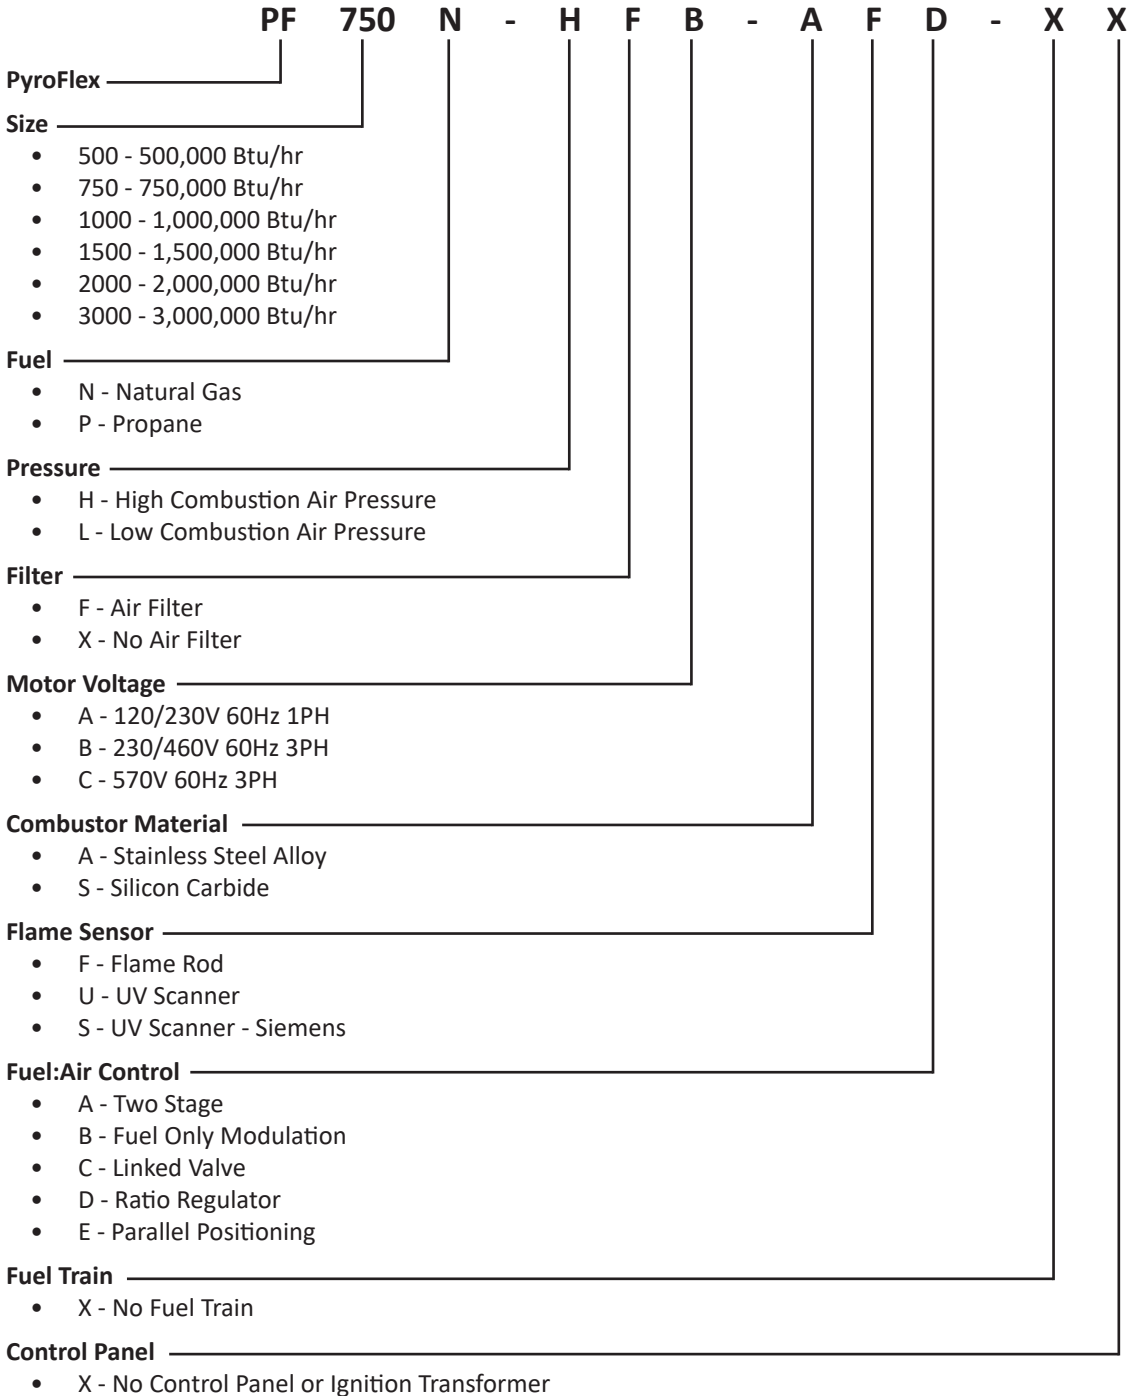 PF 750 N - H F B - A F D - X X
PyroFlex
Size
• 500 - 500,000 Btu/hr
• 750 - 750,000 Btu/hr
• 1000 - 1,000,000 Btu/hr
• 1500 - 1,500,000 Btu/hr
• 2000 - 2,000,000 Btu/hr
• 3000 - 3,000,000 Btu/hr
Fuel
• N - Natural Gas
• P - Propane
Pressure
• H - High Combustion Air Pressure
• L - Low Combustion Air Pressure
Filter
• F - Air Filter
• X - No Air Filter
Motor Voltage
• A - 120/230V 60Hz 1PH
• B - 230/460V 60Hz 3PH
• C - 570V 60Hz 3PH
Combustor Material
• A - Stainless Steel Alloy
• S - Silicon Carbide
Flame Sensor
• F - Flame Rod
• U - UV Scanner
• S - UV Scanner - Siemens
Fuel:Air Control
• A - Two Stage
• B - Fuel Only Modulation
• C - Linked Valve
• D - Ratio Regulator
• E - Parallel Positioning
Fuel Train
• X - No Fuel Train
Control Panel
• X - No Control Panel or Ignition Transformer